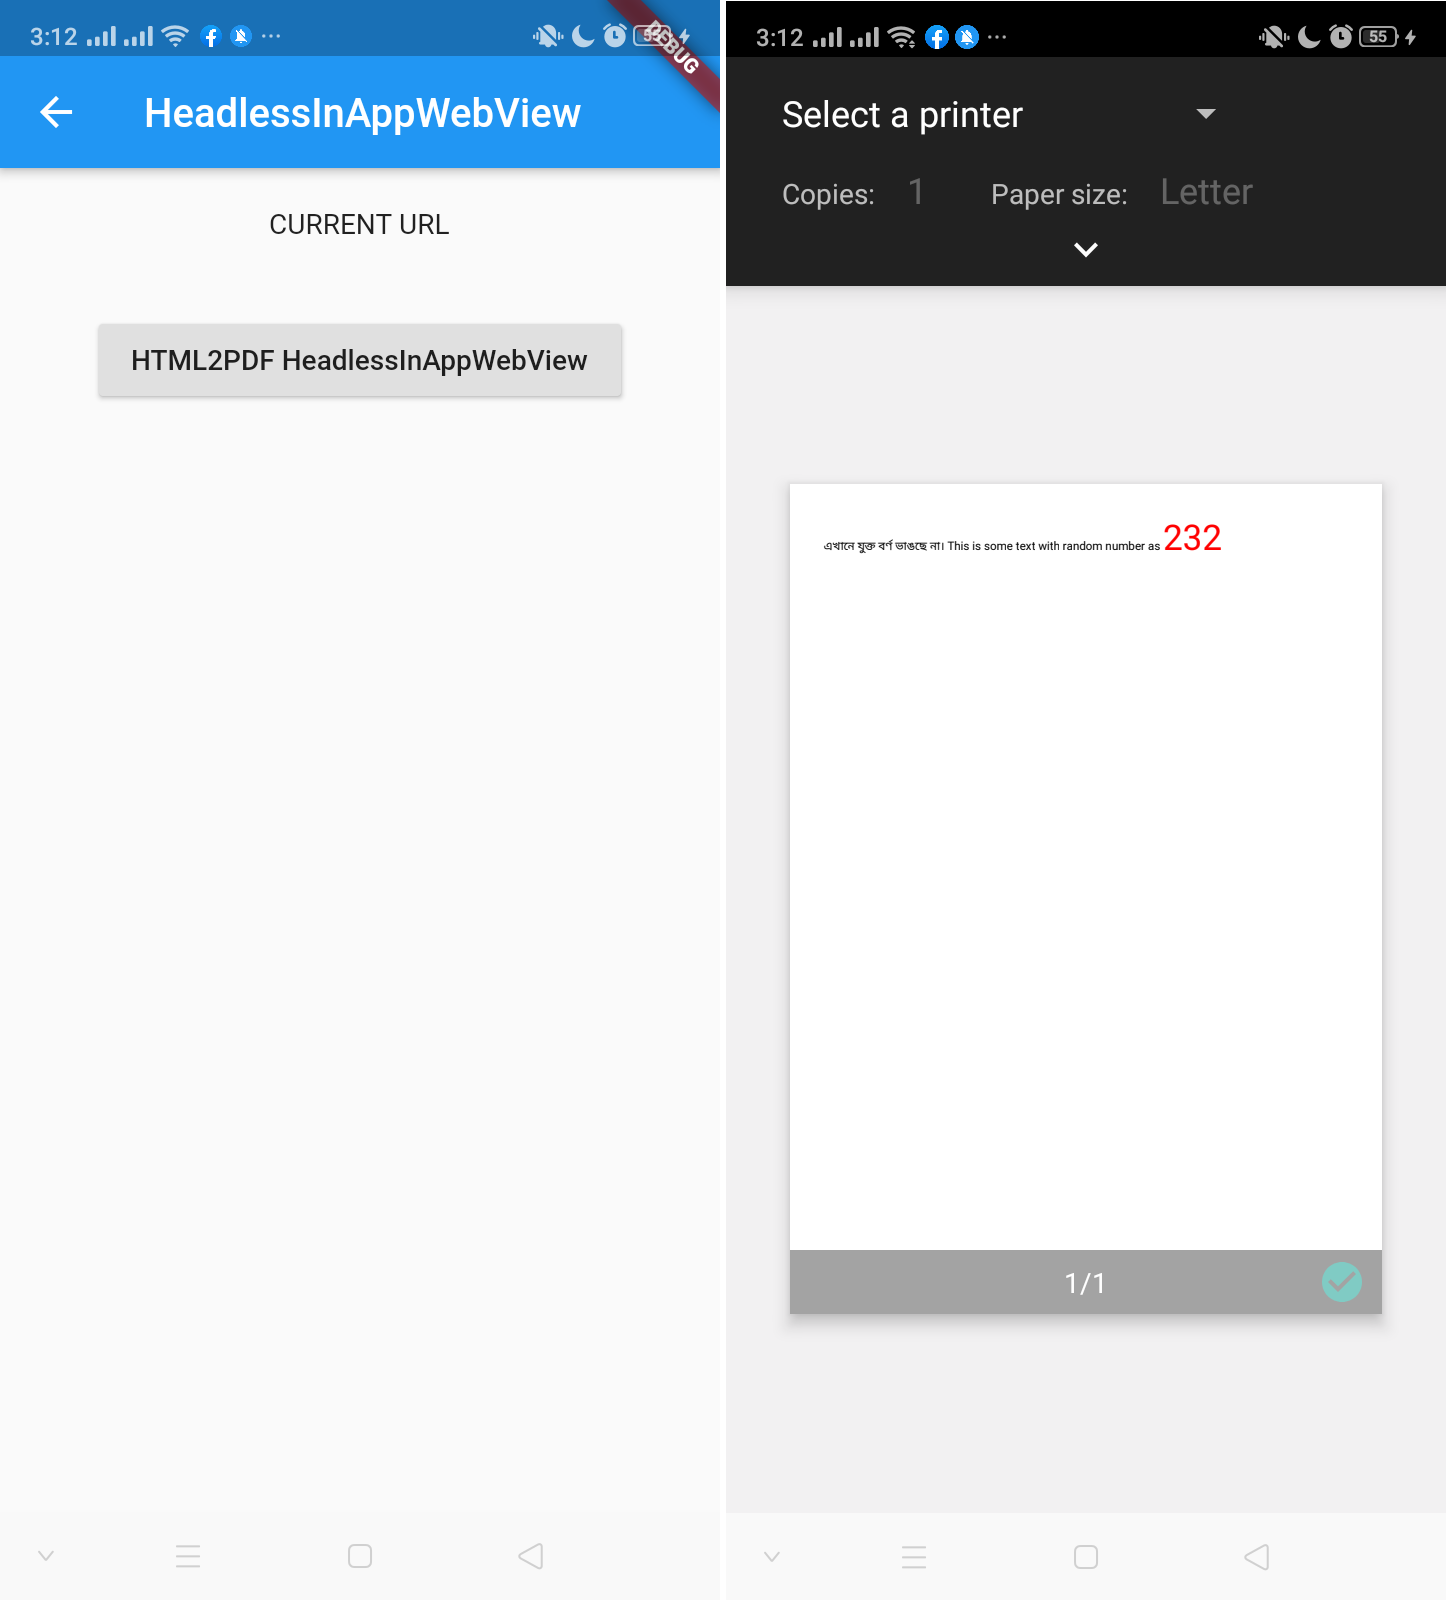 3:12
55
DEBUG
HeadlessInAppWebView
CURRENT URL
HTML2PDF HeadlessInAppWebView
3:12
55
Select a printer
Copies: 1 Paper size: Letter
এখানে যুক্ত বর্ণ ভাঙছে না। This is some text with random number as 232
1/1